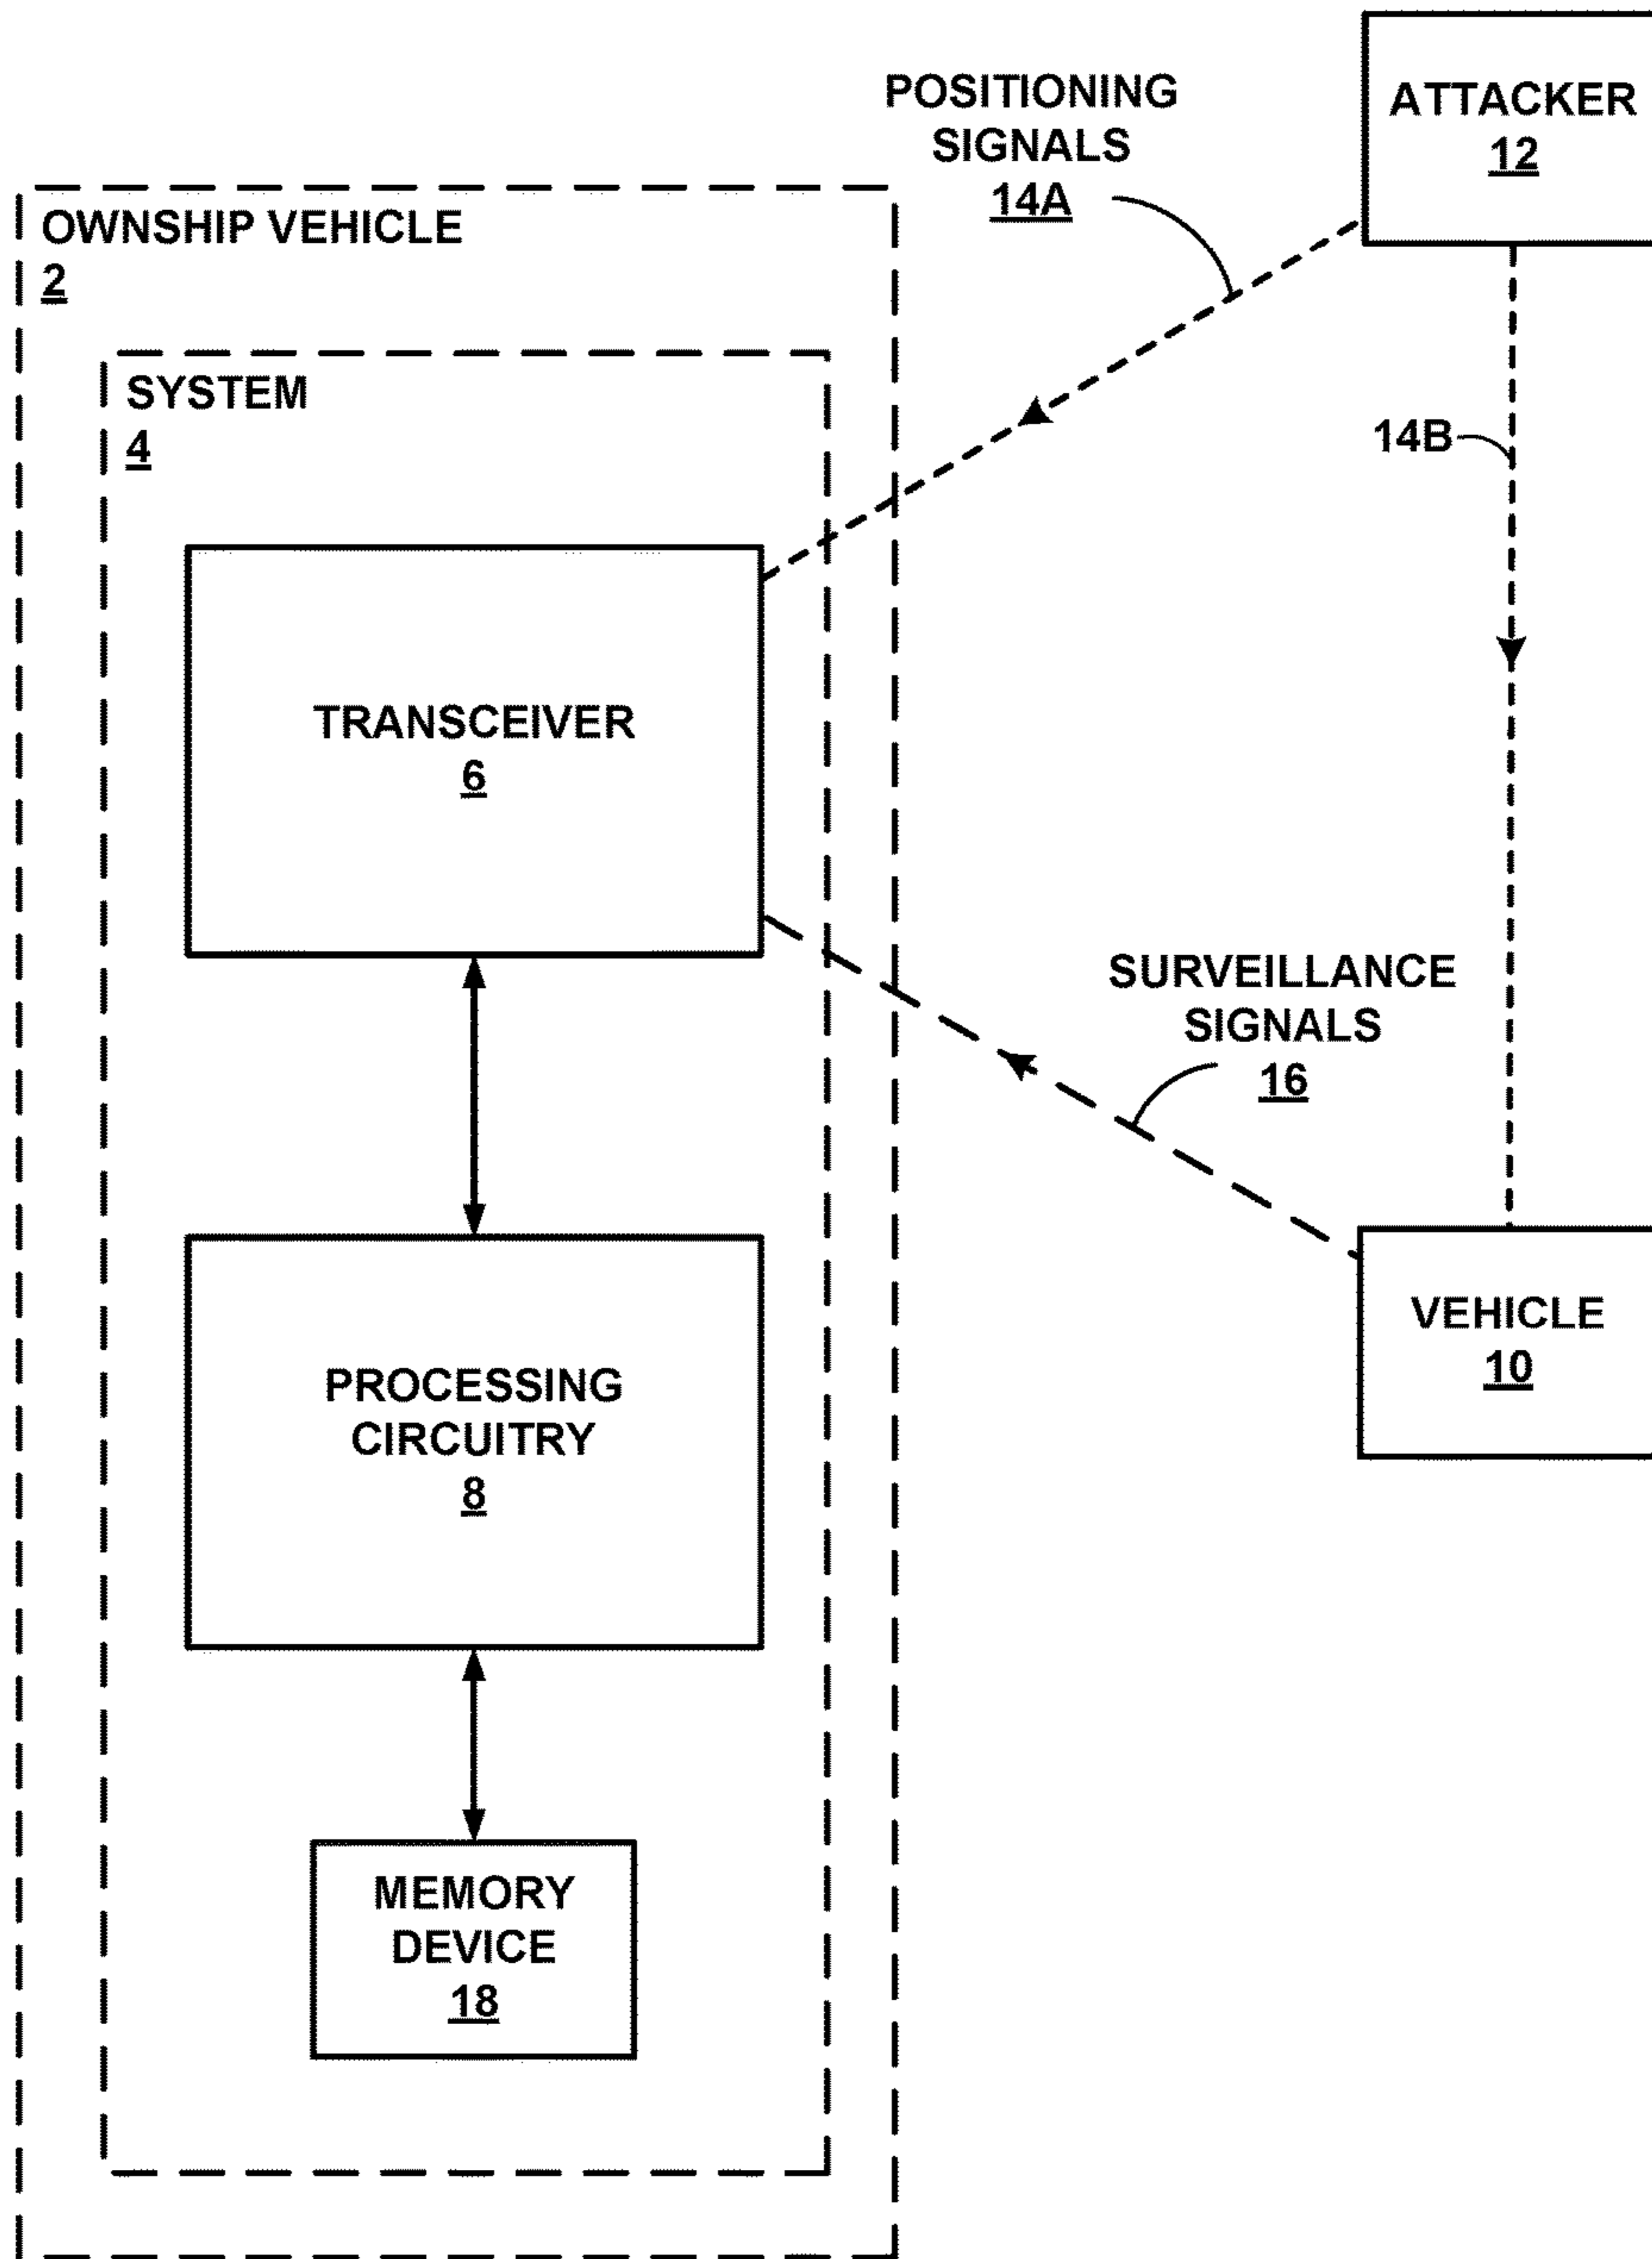 POSITIONING
SIGNALS
14A
ATTACKER
12
OWNSHIP VEHICLE
2
SYSTEM
4
14B
TRANSCEIVER
6
SURVEILLANCE
SIGNALS
16
VEHICLE
10
PROCESSING
CIRCUITRY
8
MEMORY
DEVICE
18